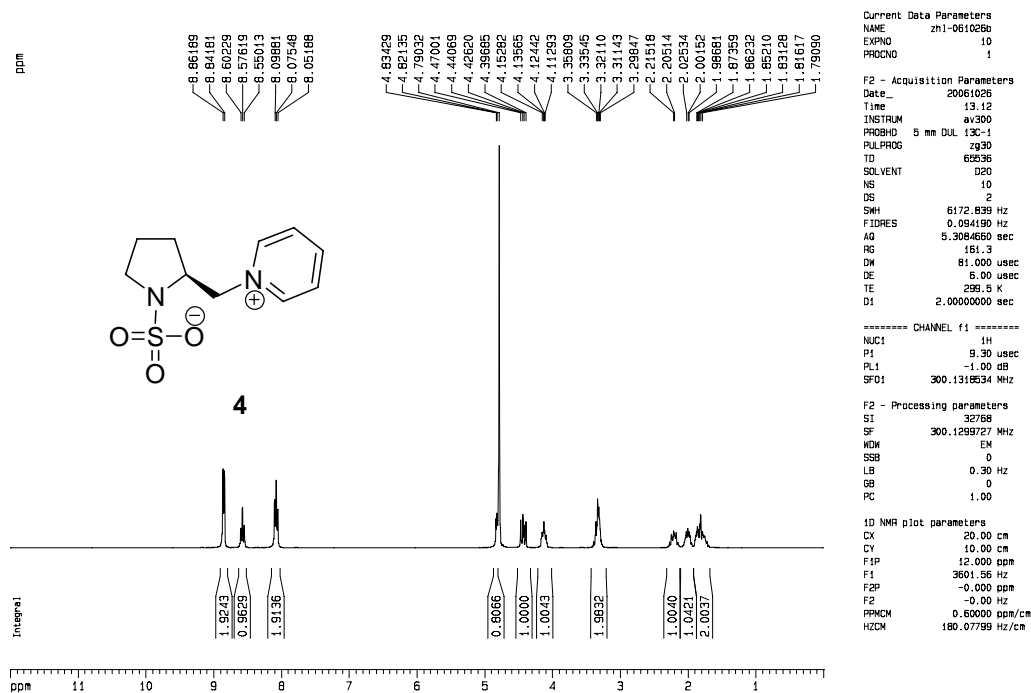 ppm
8.86189
8.84181
8.60229
8.57619
8.55013
8.09881
8.07548
8.05188
4.83429
4.82135
4.79032
4.47001
4.44069
4.42620
4.39685
4.15282
4.13565
4.12442
4.11293
3.35809
3.33545
3.32110
3.31143
3.29847
2.21518
2.20514
2.02534
2.00152
1.98681
1.87359
1.86232
1.85210
1.83128
1.81617
1.79090
N
N
+
O=S-O
−
O
4
Integral
1.9243
0.9629
1.9136
0.8066
1.0000
1.0043
1.9832
1.0040
1.0421
2.0037
ppm 11 10 9 8 7 6 5 4 3 2 1
Current Data Parameters
NAME zhl-061026b
EXPNO 10
PROCNO 1
F2 - Acquisition Parameters
Date_ 20061026
Time 13.12
INSTRUM av300
PROBHD 5 mm DUL 13C-1
PULPROG zg30
TD 65536
SOLVENT D2O
NS 10
DS 2
SWH 6172.839 Hz
FIDRES 0.094190 Hz
AQ 5.3084660 sec
RG 161.3
DW 81.000 usec
DE 6.00 usec
TE 299.5 K
D1 2.00000000 sec
======== CHANNEL f1 ========
NUC1 1H
P1 9.30 usec
PL1 -1.00 dB
SFO1 300.1318534 MHz
F2 - Processing parameters
SI 32768
SF 300.1299727 MHz
WDW EM
SSB 0
LB 0.30 Hz
GB 0
PC 1.00
1D NMR plot parameters
CX 20.00 cm
CY 10.00 cm
F1P 12.000 ppm
F1 3601.56 Hz
F2P -0.000 ppm
F2 -0.00 Hz
PPMCM 0.60000 ppm/cm
HZCM 180.07799 Hz/cm